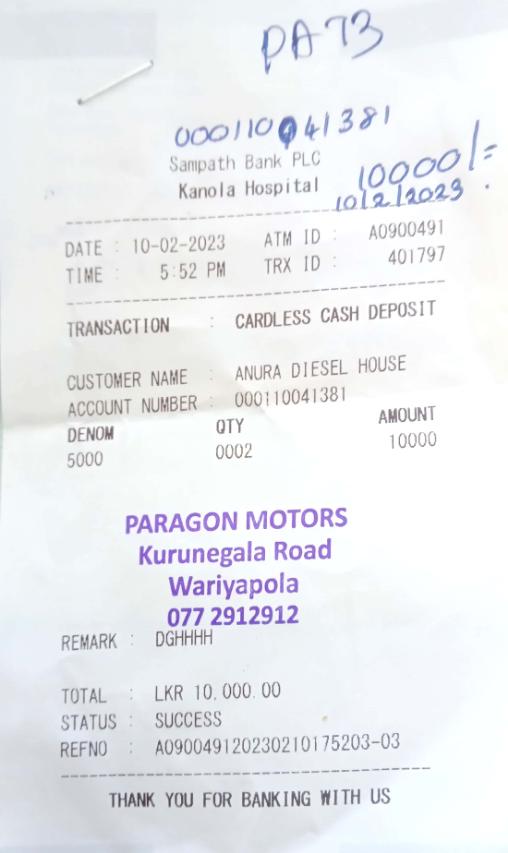 PA 73
000110041381
Sampath Bank PLC
Kanola Hospital
10000/=
10/2/2023.
DATE : 10-02-2023 ATM ID : A0900491
TIME : 5:52 PM TRX ID : 401797
TRANSACTION : CARDLESS CASH DEPOSIT
CUSTOMER NAME : ANURA DIESEL HOUSE
ACCOUNT NUMBER : 000110041381
DENOM QTY AMOUNT
5000 0002 10000
PARAGON MOTORS
Kurunegala Road
Wariyapola
077 2912912
REMARK : DGHHHH
TOTAL : LKR 10,000.00
STATUS : SUCCESS
REFNO : A090049120230210175203-03
THANK YOU FOR BANKING WITH US